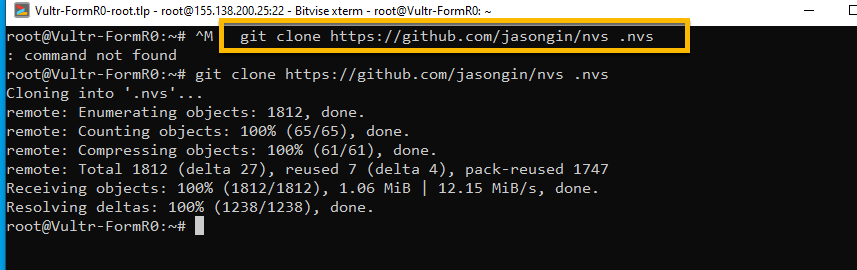 Vultr-FormR0-root.tlp - root@155.138.200.25:22 - Bitvise xterm - root@Vultr-FormR0: ~
root@Vultr-FormR0:~# ^M git clone https://github.com/jasongin/nvs .nvs
: command not found
root@Vultr-FormR0:~# git clone https://github.com/jasongin/nvs .nvs
Cloning into '.nvs'...
remote: Enumerating objects: 1812, done.
remote: Counting objects: 100% (65/65), done.
remote: Compressing objects: 100% (61/61), done.
remote: Total 1812 (delta 27), reused 7 (delta 4), pack-reused 1747
Receiving objects: 100% (1812/1812), 1.06 MiB | 12.15 MiB/s, done.
Resolving deltas: 100% (1238/1238), done.
root@Vultr-FormR0:~#